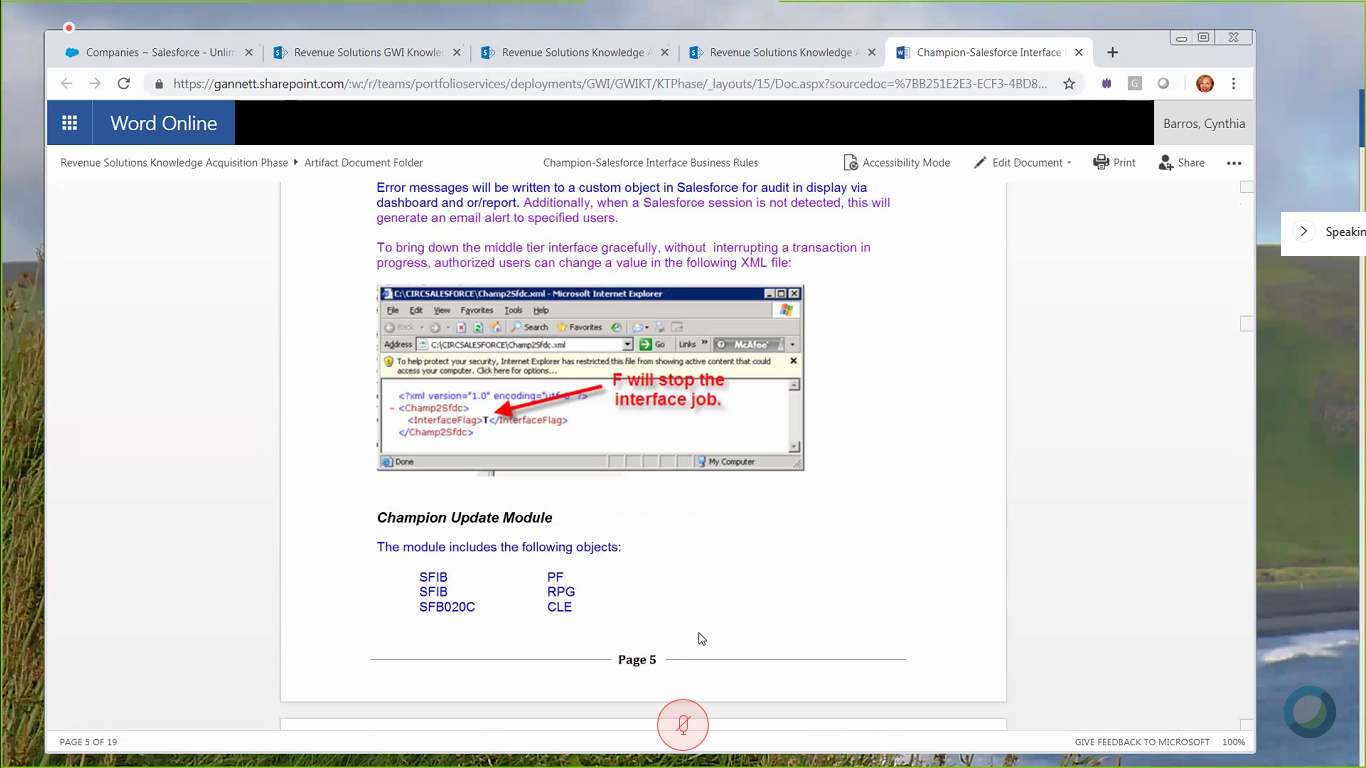 Companies ~ Salesforce - Unlim
Revenue Solutions GWI Knowle
Revenue Solutions Knowledge A
Revenue Solutions Knowledge A
Champion-Salesforce Interface
https://gannett.sharepoint.com/:w:/r/teams/portfolioservices/deployments/GWI/GWIKT/KTPhase/_layouts/15/Doc.aspx?sourcedoc=%7BB251E2E3-ECF3-4BD8...
Word Online
Barros, Cynthia
Revenue Solutions Knowledge Acquisition Phase
Artifact Document Folder
Champion-Salesforce Interface Business Rules
Accessibility Mode
Edit Document
Print
Share
Error messages will be written to a custom object in Salesforce for audit in display via
dashboard and or/report. Additionally, when a Salesforce session is not detected, this will
generate an email alert to specified users.
To bring down the middle tier interface gracefully, without interrupting a transaction in
progress, authorized users can change a value in the following XML file:
C:\CIRCSALESFORCE\Champ2Sfdc.xml - Microsoft Internet Explorer
File Edit View Favorites Tools Help
Back Search Favorites
Address C:\CIRCSALESFORCE\Champ2Sfdc.xml Go Links » McAfee
To help protect your security, Internet Explorer has restricted this file from showing active content that could
access your computer. Click here for options...
F will stop the
interface job.
<?xml version="1.0" encoding="utf-8" ?>
- <Champ2Sfdc>
<InterfaceFlag>T</InterfaceFlag>
</Champ2Sfdc>
Done
My Computer
Champion Update Module
The module includes the following objects:
SFIB PF
SFIB RPG
SFB020C CLE
Page 5
Speakin
PAGE 5 OF 19
GIVE FEEDBACK TO MICROSOFT
100%